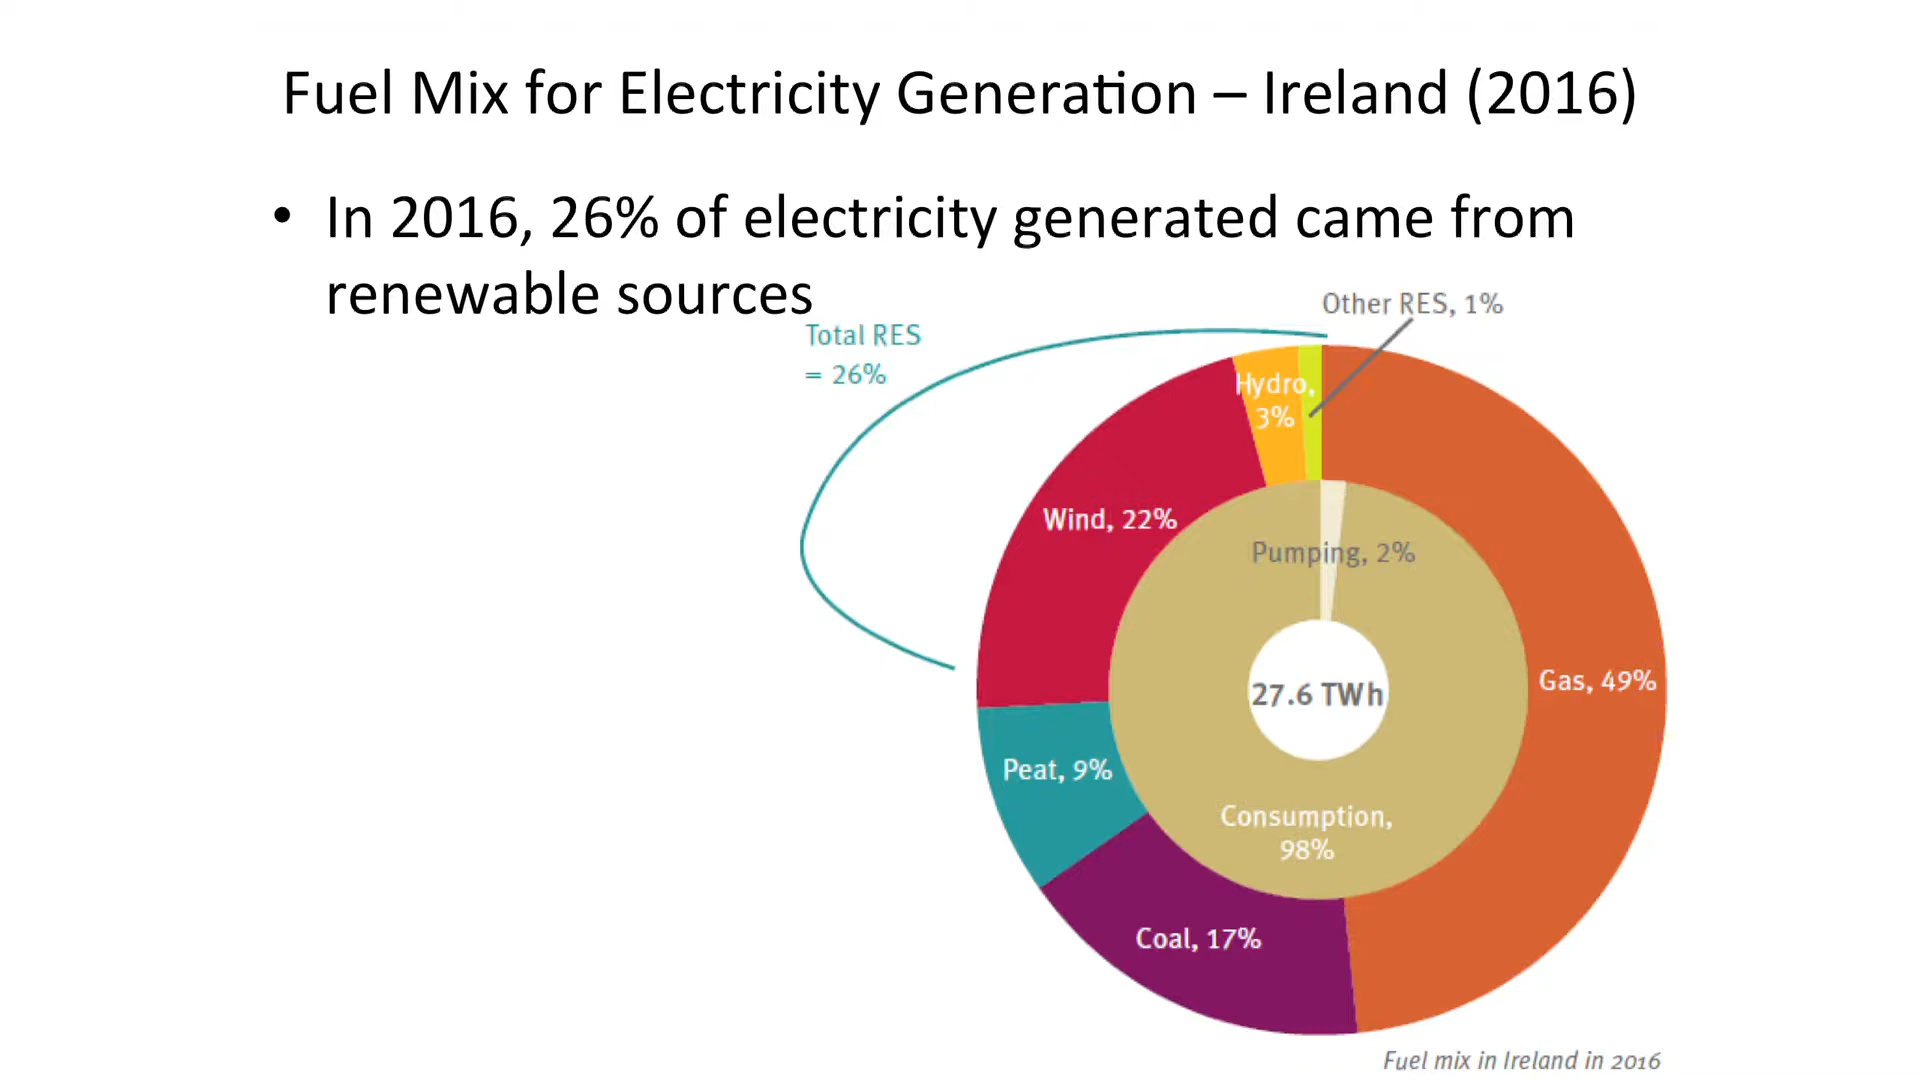 Fuel Mix for Electricity Generation – Ireland (2016)
• In 2016, 26% of electricity generated came from
renewable sources
Total RES
= 26%
Other RES, 1%
Hydro,
3%
Wind, 22%
Pumping, 2%
Gas, 49%
27.6 TWh
Peat, 9%
Consumption,
98%
Coal, 17%
Fuel mix in Ireland in 2016